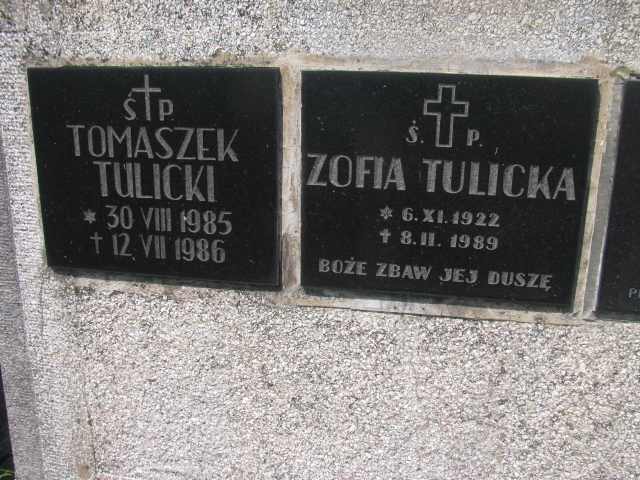 Ś P.
TOMASZEK
TULICKI
* 30 VIII 1985
† 12 VII 1986
Ś. P.
ZOFIA TULICKA
* 6. XI. 1922
† 8. II. 1989
BOŻE ZBAW JEJ DUSZĘ